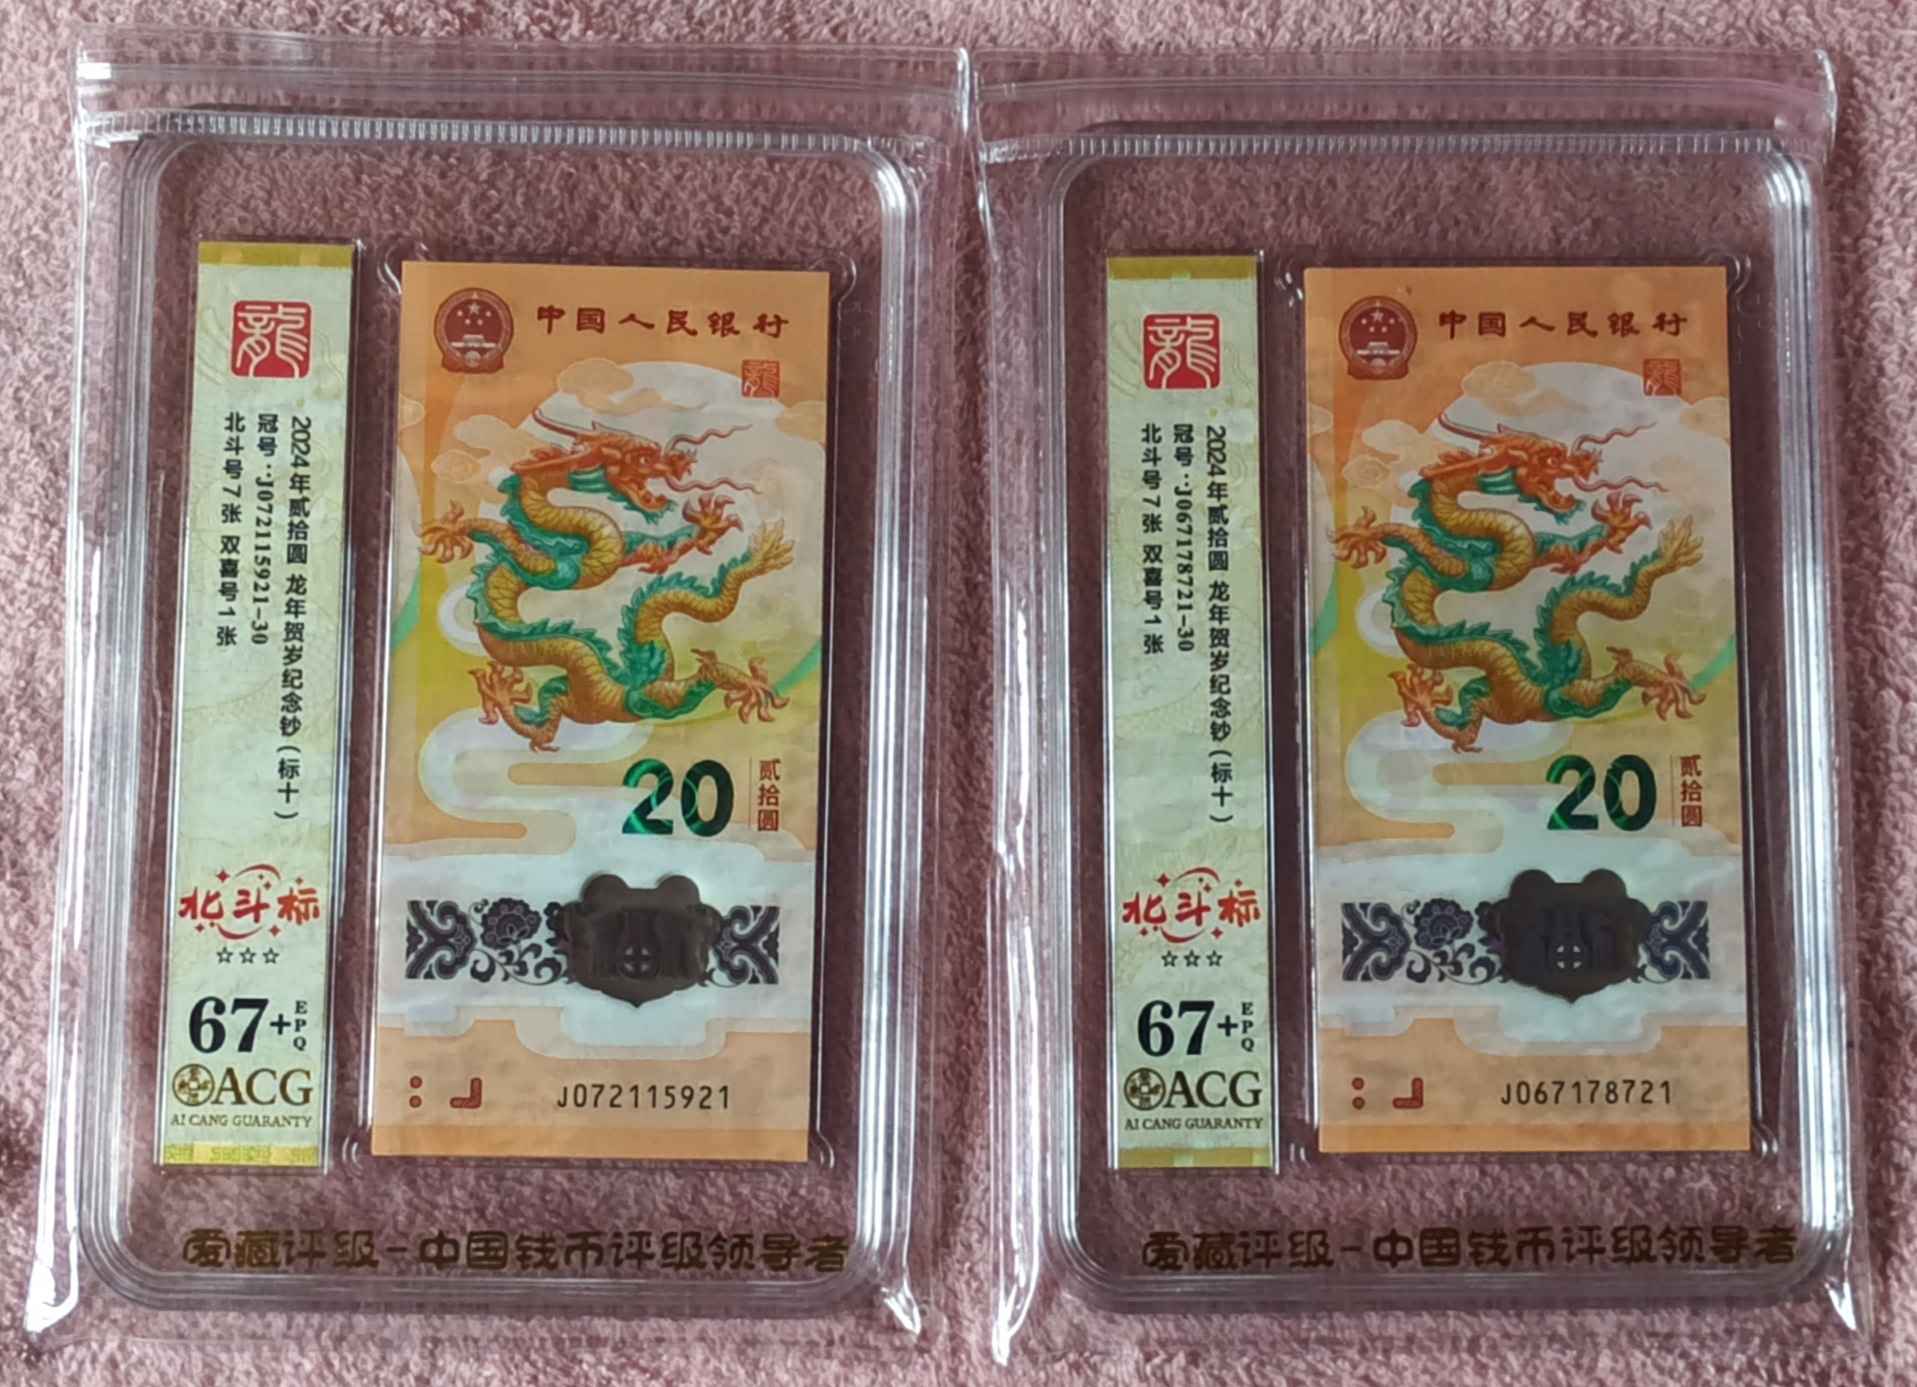 龍
2024年贰拾圆 龙年贺岁纪念钞(标十)
冠号:J072115921-30
北斗号7张 双喜号1张
北斗标
☆☆☆
67+EPQ
ACG
AI CANG GUARANTY
中国人民银行
龍
20
贰拾圆
J072115921
爱藏评级-中国钱币评级领导者
龍
2024年贰拾圆 龙年贺岁纪念钞(标十)
冠号:J067178721-30
北斗号7张 双喜号1张
北斗标
☆☆☆
67+EPQ
ACG
AI CANG GUARANTY
中国人民银行
龍
20
贰拾圆
J067178721
爱藏评级-中国钱币评级领导者